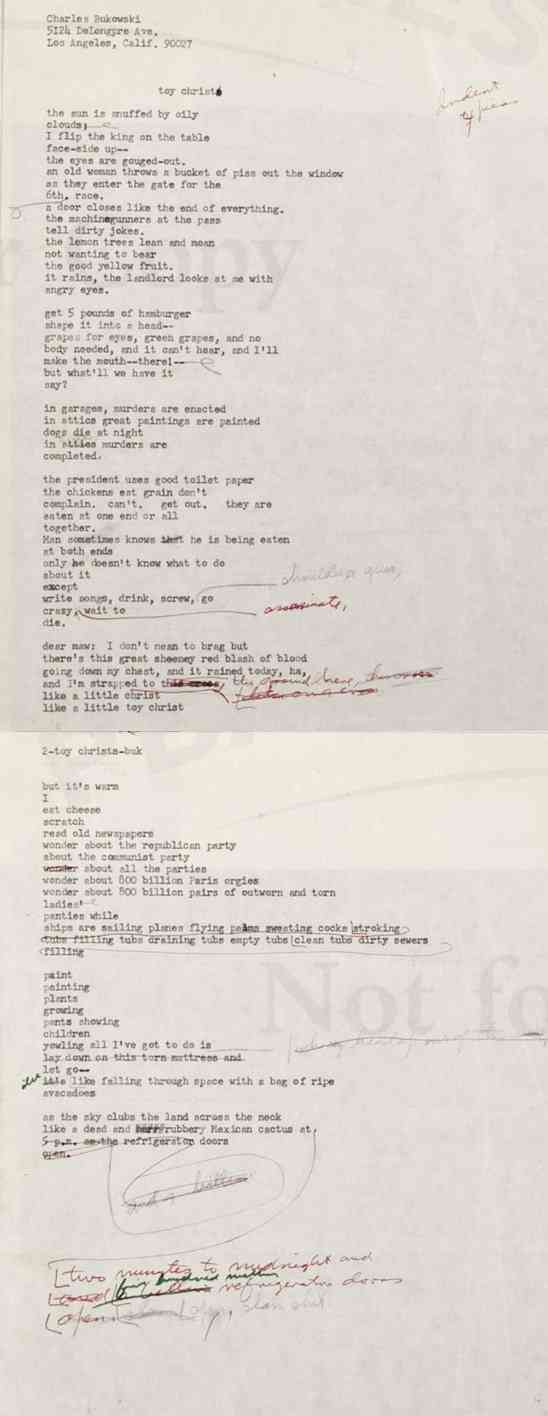 Charles Bukowski
5124 DeLongpre Ave.
Los Angeles, Calif. 90027
toy christs
Indent
4 picas
the sun is snuffed by oily
clouds;
I flip the king on the table
face-side up--
the eyes are gouged-out.
an old woman throws a bucket of piss out the window
as they enter the gate for the
6th. race.
a door closes like the end of everything.
the machinegunners at the pass
tell dirty jokes.
the lemon trees lean and moan
not wanting to bear
the good yellow fruit.
it rains, the landlord looks at me with
angry eyes.
get 5 pounds of hamburger
shape it into a head--
grapes for eyes, green grapes, and no
body needed, and it can't hear, and I'll
make the mouth--there!--
but what'll we have it
say?
in garages, murders are enacted
in attics great paintings are painted
dogs die at night
in attics murders are
completed.
the president uses good toilet paper
the chickens eat grain don't
complain. can't. get out. they are
eaten at one end or all
together.
Man sometimes knows that he is being eaten
at both ends
only he doesn't know what to do
about it
except
write songs, drink, screw, go
crazy, wait to
assassinate,
die.
dear maw: I don't mean to brag but
there's this great sheeney red blash of blood
going down my chest, and it rained today, ha,
and I'm strapped to this cross, the ground here,
like a little christ
like a little toy christ
2-toy christs-buk
but it's warm
I
eat cheese
scratch
read old newspapers
wonder about the republican party
about the communist party
wonder about all the parties
wonder about 800 billion Paris orgies
wonder about 800 billion pairs of outworn and torn
ladies'
panties while
ships are sailing planes flying palms sweating cocks stroking
tubs filling tubs draining tubs empty tubs clean tubs dirty sewers
filling
paint
painting
plants
growing
pants showing
children
yowling all I've got to do is
lay down on this torn mattress and
let go--
it's like falling through space with a bag of ripe
avacadoes
as the sky clubs the land across the neck
like a dead and rubbery Mexican cactus at
5 p.m. as the refrigerator doors
open.
two minutes to midnight and
four hundred million
refrigerator doors
open
slam shut
Not fo